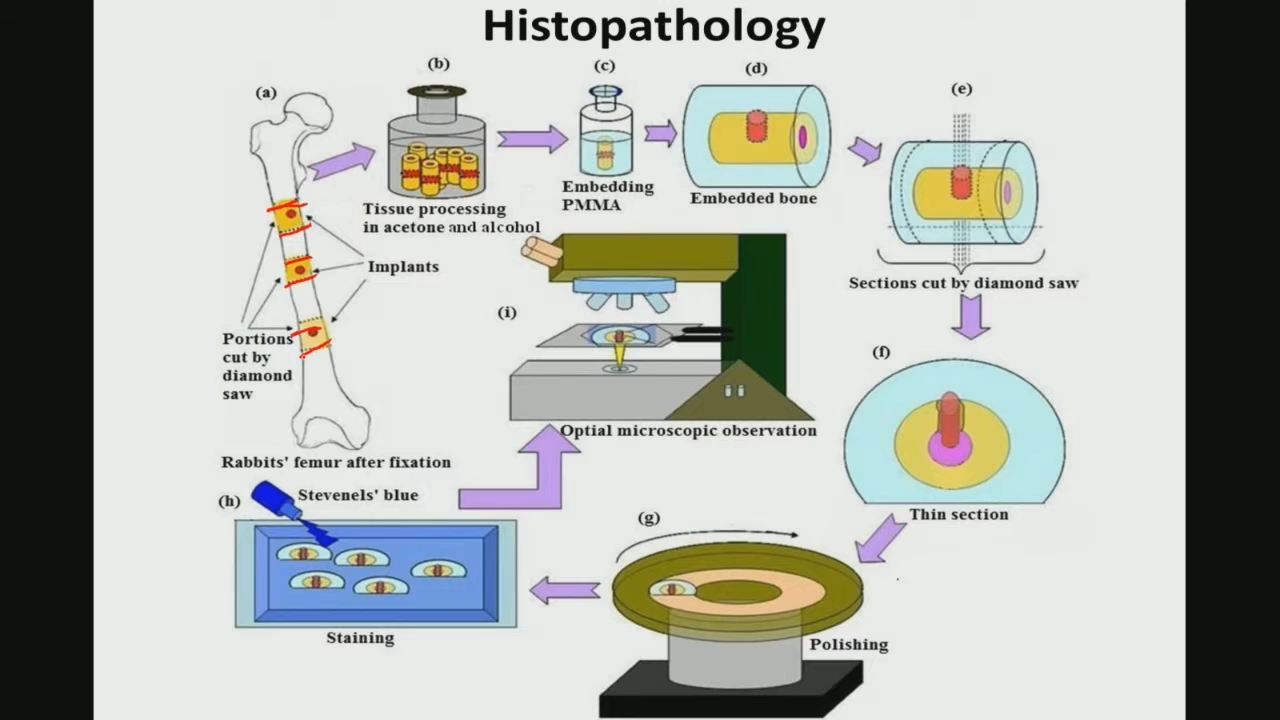 Histopathology
(a)
(b)
(c)
(d)
(e)
Tissue processing
in acetone and alcohol
Embedding
PMMA
Embedded bone
Sections cut by diamond saw
Implants
Portions
cut by
diamond
saw
Rabbits' femur after fixation
(i)
Optial microscopic observation
(f)
Thin section
(g)
Polishing
(h)
Stevenels' blue
Staining